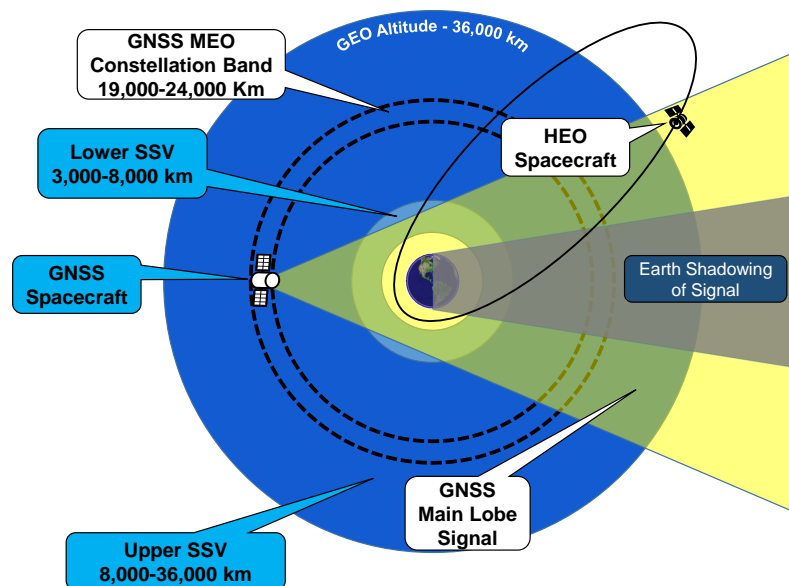 GEO Altitude - 36,000 km
GNSS MEO
Constellation Band
19,000-24,000 Km
Lower SSV
3,000-8,000 km
HEO
Spacecraft
GNSS
Spacecraft
Earth Shadowing
of Signal
GNSS
Main Lobe
Signal
Upper SSV
8,000-36,000 km